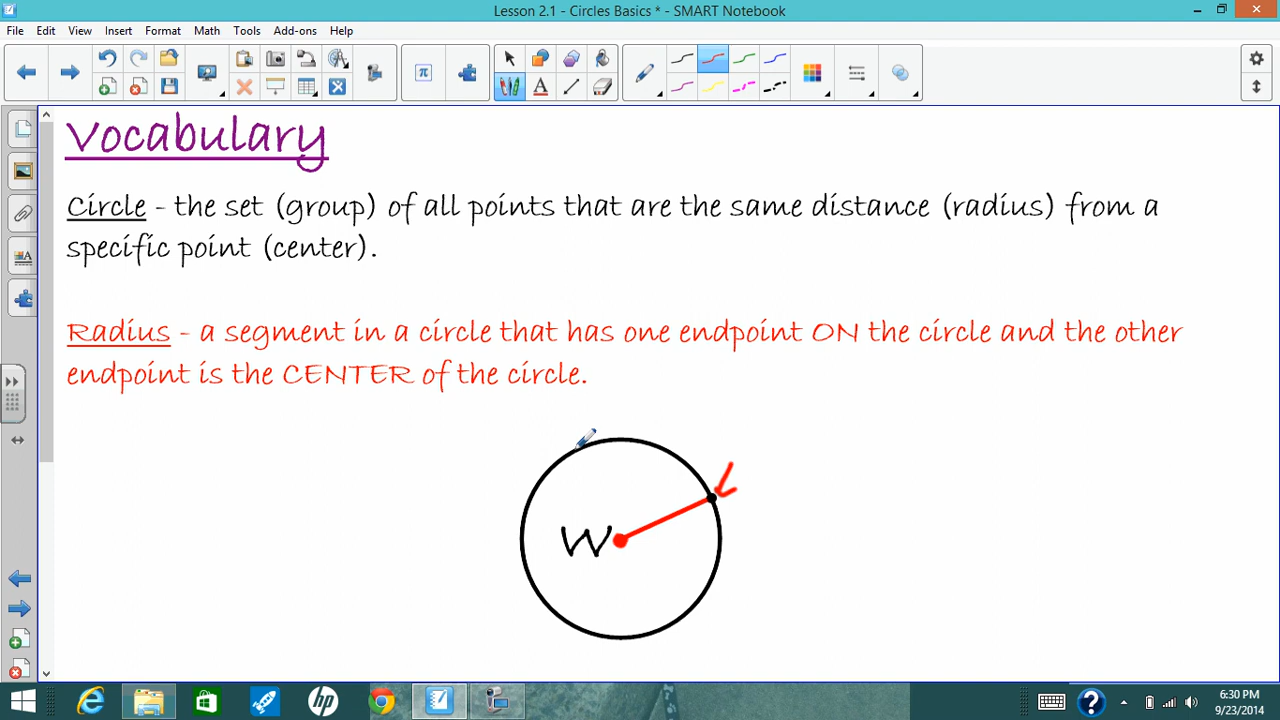 Lesson 2.1 - Circles Basics * - SMART Notebook
File Edit View Insert Format Math Tools Add-ons Help
Vocabulary
Circle - the set (group) of all points that are the same distance (radius) from a
specific point (center).
Radius - a segment in a circle that has one endpoint ON the circle and the other
endpoint is the CENTER of the circle.
W
6:30 PM
9/23/2014